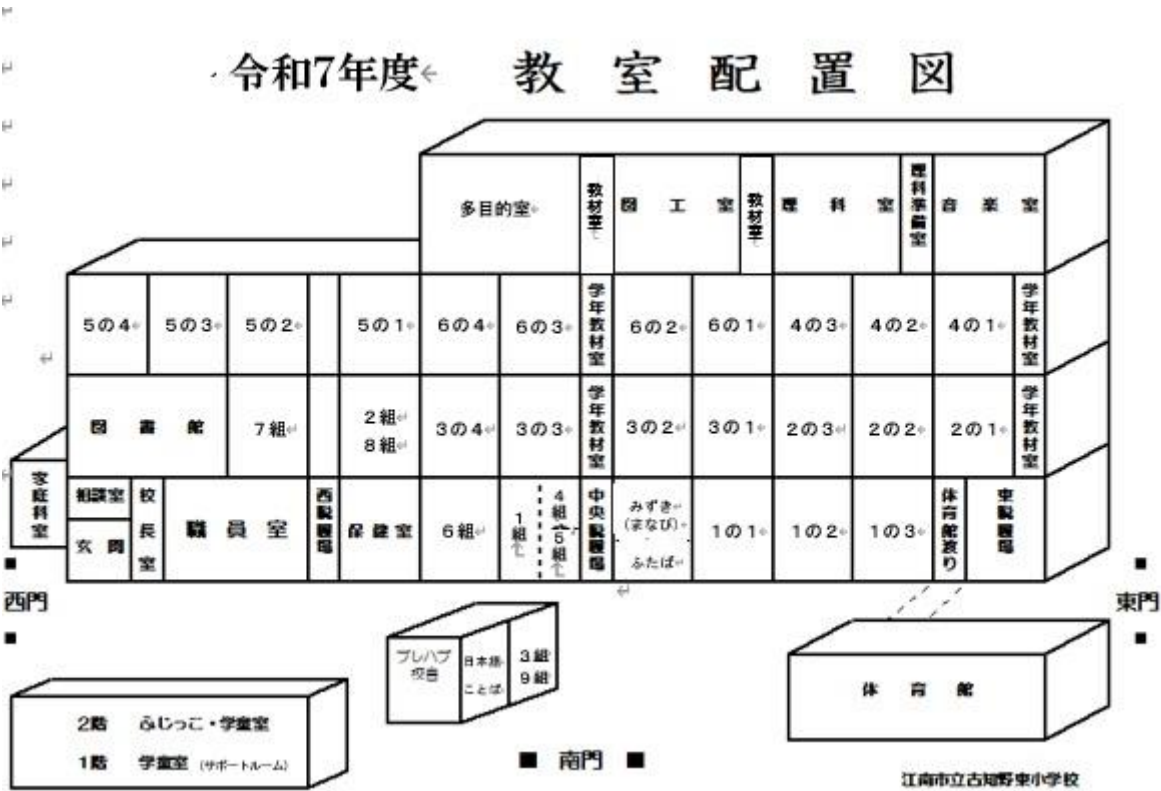 令和7年度 教室配置図
多目的室
教材室
図工室
教材室
理科室
理科準備室
音楽室
5の4
5の3
5の2
5の1
6の4
6の3
学年教材室
6の2
6の1
4の3
4の2
4の1
学年教材室
図書館
7組
2組
8組
3の4
3の3
学年教材室
3の2
3の1
2の3
2の2
2の1
学年教材室
家庭科室
相談室
玄関
校長室
職員室
西脱履場
保健室
6組
1組
4組
5組
中央脱履場
みずき
(まなび)
ふたば
1の1
1の2
1の3
体育館渡り
東脱履場
西門
東門
プレハブ
校舎
日本語
ことば
3組
9組
体育館
2階 ふじっこ・学童室
1階 学童室 (サポートルーム)
南門
江南市立古知野東小学校